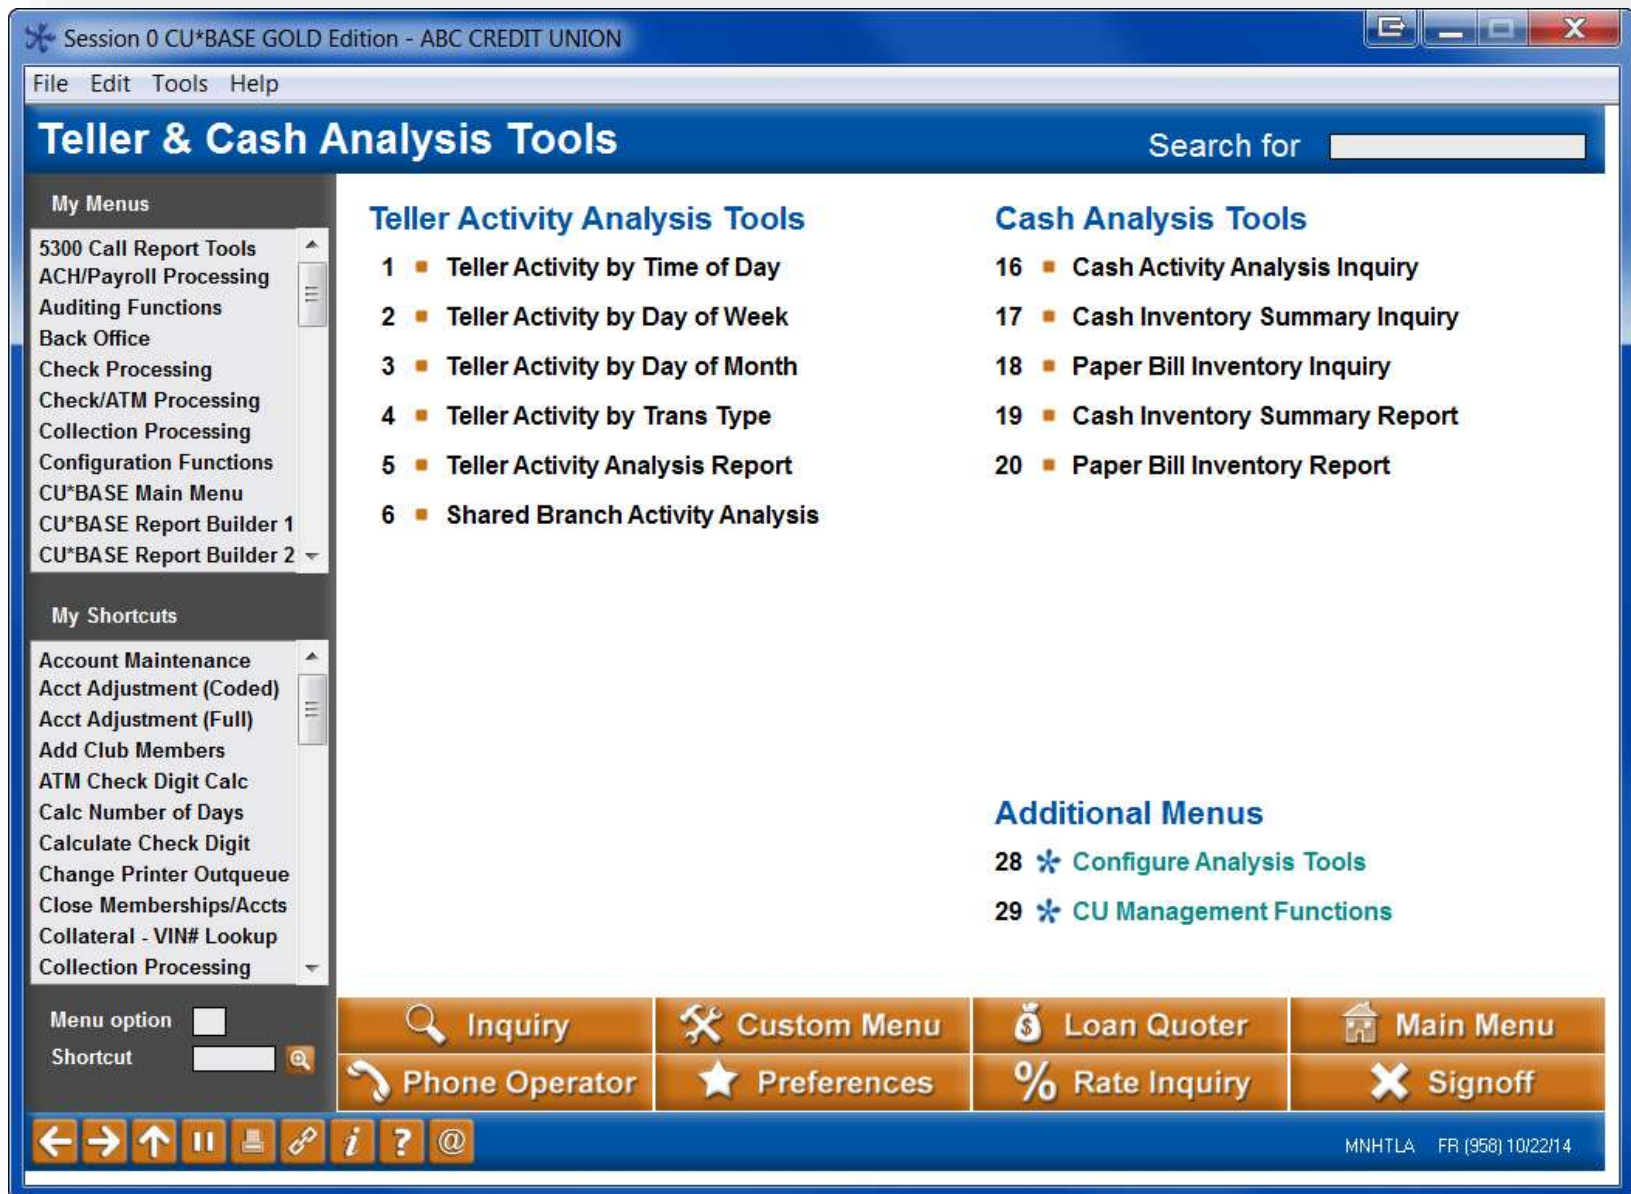 Session 0 CU*BASE GOLD Edition - ABC CREDIT UNION
File Edit Tools Help
Teller & Cash Analysis Tools
Search for
My Menus
5300 Call Report Tools
ACH/Payroll Processing
Auditing Functions
Back Office
Check Processing
Check/ATM Processing
Collection Processing
Configuration Functions
CU*BASE Main Menu
CU*BASE Report Builder 1
CU*BASE Report Builder 2
My Shortcuts
Account Maintenance
Acct Adjustment (Coded)
Acct Adjustment (Full)
Add Club Members
ATM Check Digit Calc
Calc Number of Days
Calculate Check Digit
Change Printer Outqueue
Close Memberships/Accts
Collateral - VIN# Lookup
Collection Processing
Menu option
Shortcut
Teller Activity Analysis Tools
1 Teller Activity by Time of Day
2 Teller Activity by Day of Week
3 Teller Activity by Day of Month
4 Teller Activity by Trans Type
5 Teller Activity Analysis Report
6 Shared Branch Activity Analysis
Cash Analysis Tools
16 Cash Activity Analysis Inquiry
17 Cash Inventory Summary Inquiry
18 Paper Bill Inventory Inquiry
19 Cash Inventory Summary Report
20 Paper Bill Inventory Report
Additional Menus
28 Configure Analysis Tools
29 CU Management Functions
Inquiry
Custom Menu
Loan Quoter
Main Menu
Phone Operator
Preferences
% Rate Inquiry
Signoff
i ? @
MNHTLA FR (958) 10/22/14